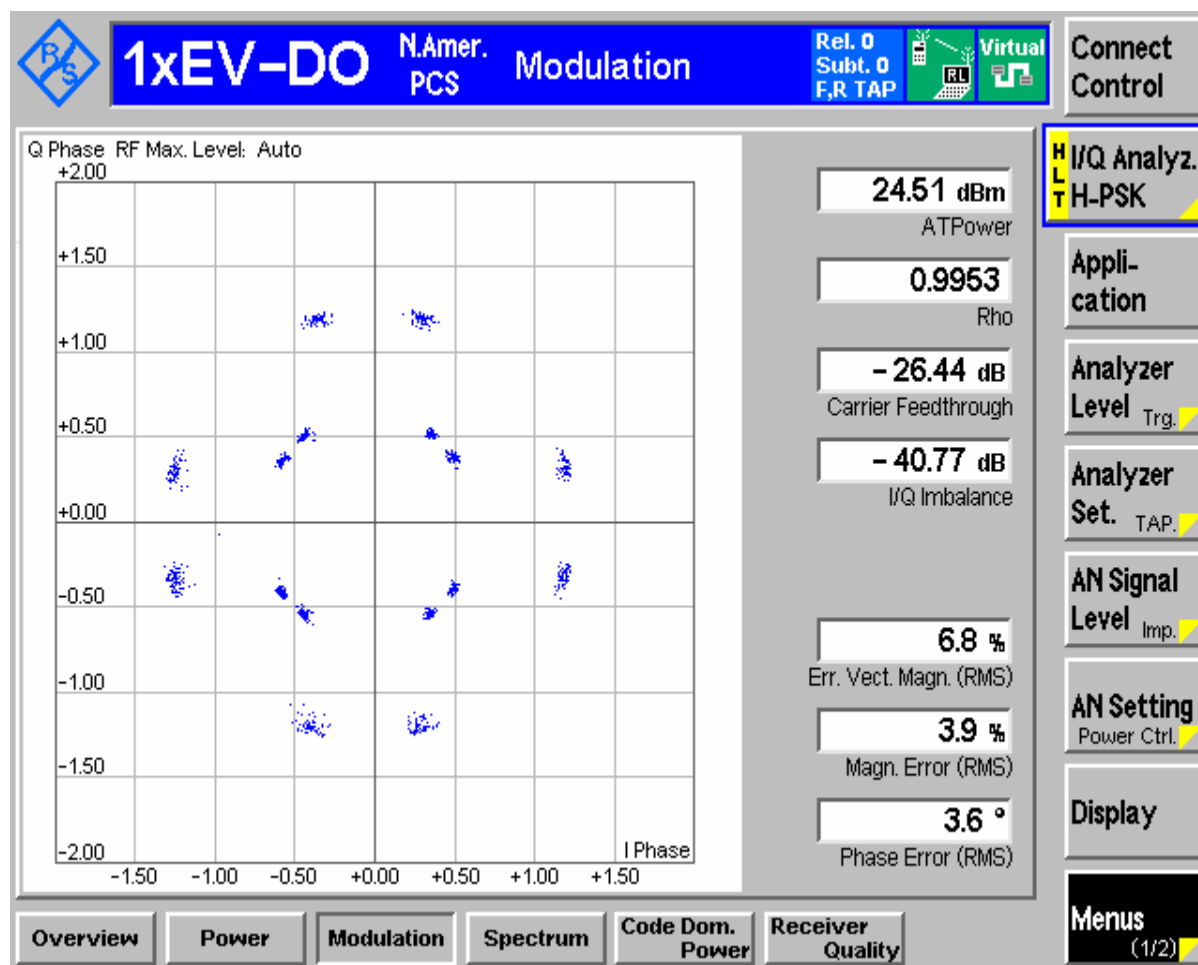 R/S
1xEV-DO
N.Amer.
PCS
Modulation
Rel. 0
Subt. 0
F,R TAP
RL
Virtual
Connect
Control
Q Phase RF Max. Level: Auto
+2.00
+1.50
+1.00
+0.50
+0.00
-0.50
-1.00
-1.50
-2.00
I Phase
-1.50 -1.00 -0.50 +0.00 +0.50 +1.00 +1.50
24.51 dBm
ATPower
0.9953
Rho
-26.44 dB
Carrier Feedthrough
-40.77 dB
I/Q Imbalance
6.8 %
Err. Vect. Magn. (RMS)
3.9 %
Magn. Error (RMS)
3.6 °
Phase Error (RMS)
HLT
I/Q Analyz.
H-PSK
Appli-
cation
Analyzer
Level Trg.
Analyzer
Set. TAP.
AN Signal
Level Imp.
AN Setting
Power Ctrl.
Display
Menus
(1/2)
Overview
Power
Modulation
Spectrum
Code Dom.
Power
Receiver
Quality